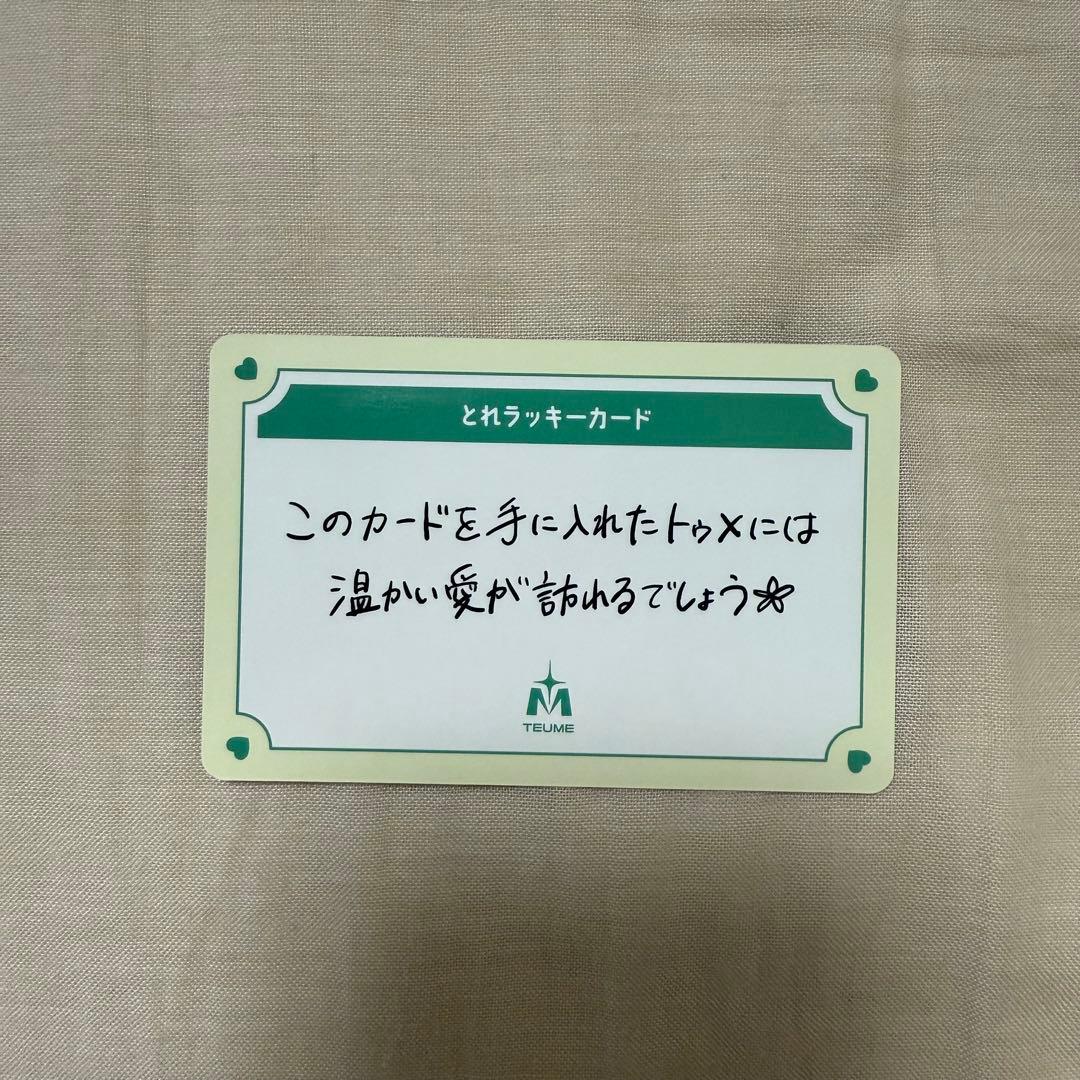 とれラッキーカード
このカードを手に入れたトゥメには
温かい愛が訪れるでしょう
M
TEUME